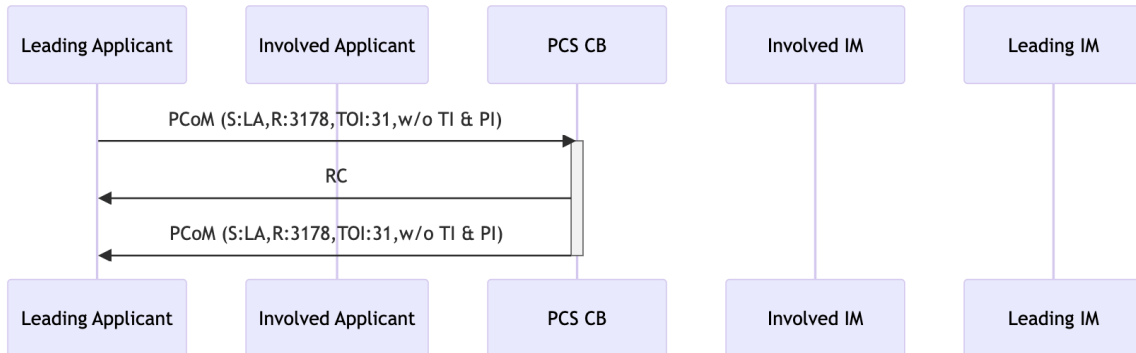 Leading Applicant
Involved Applicant
PCS CB
Involved IM
Leading IM
PCoM (S:LA,R:3178,TOI:31,w/o TI & PI)
RC
PCoM (S:LA,R:3178,TOI:31,w/o TI & PI)
Leading Applicant
Involved Applicant
PCS CB
Involved IM
Leading IM